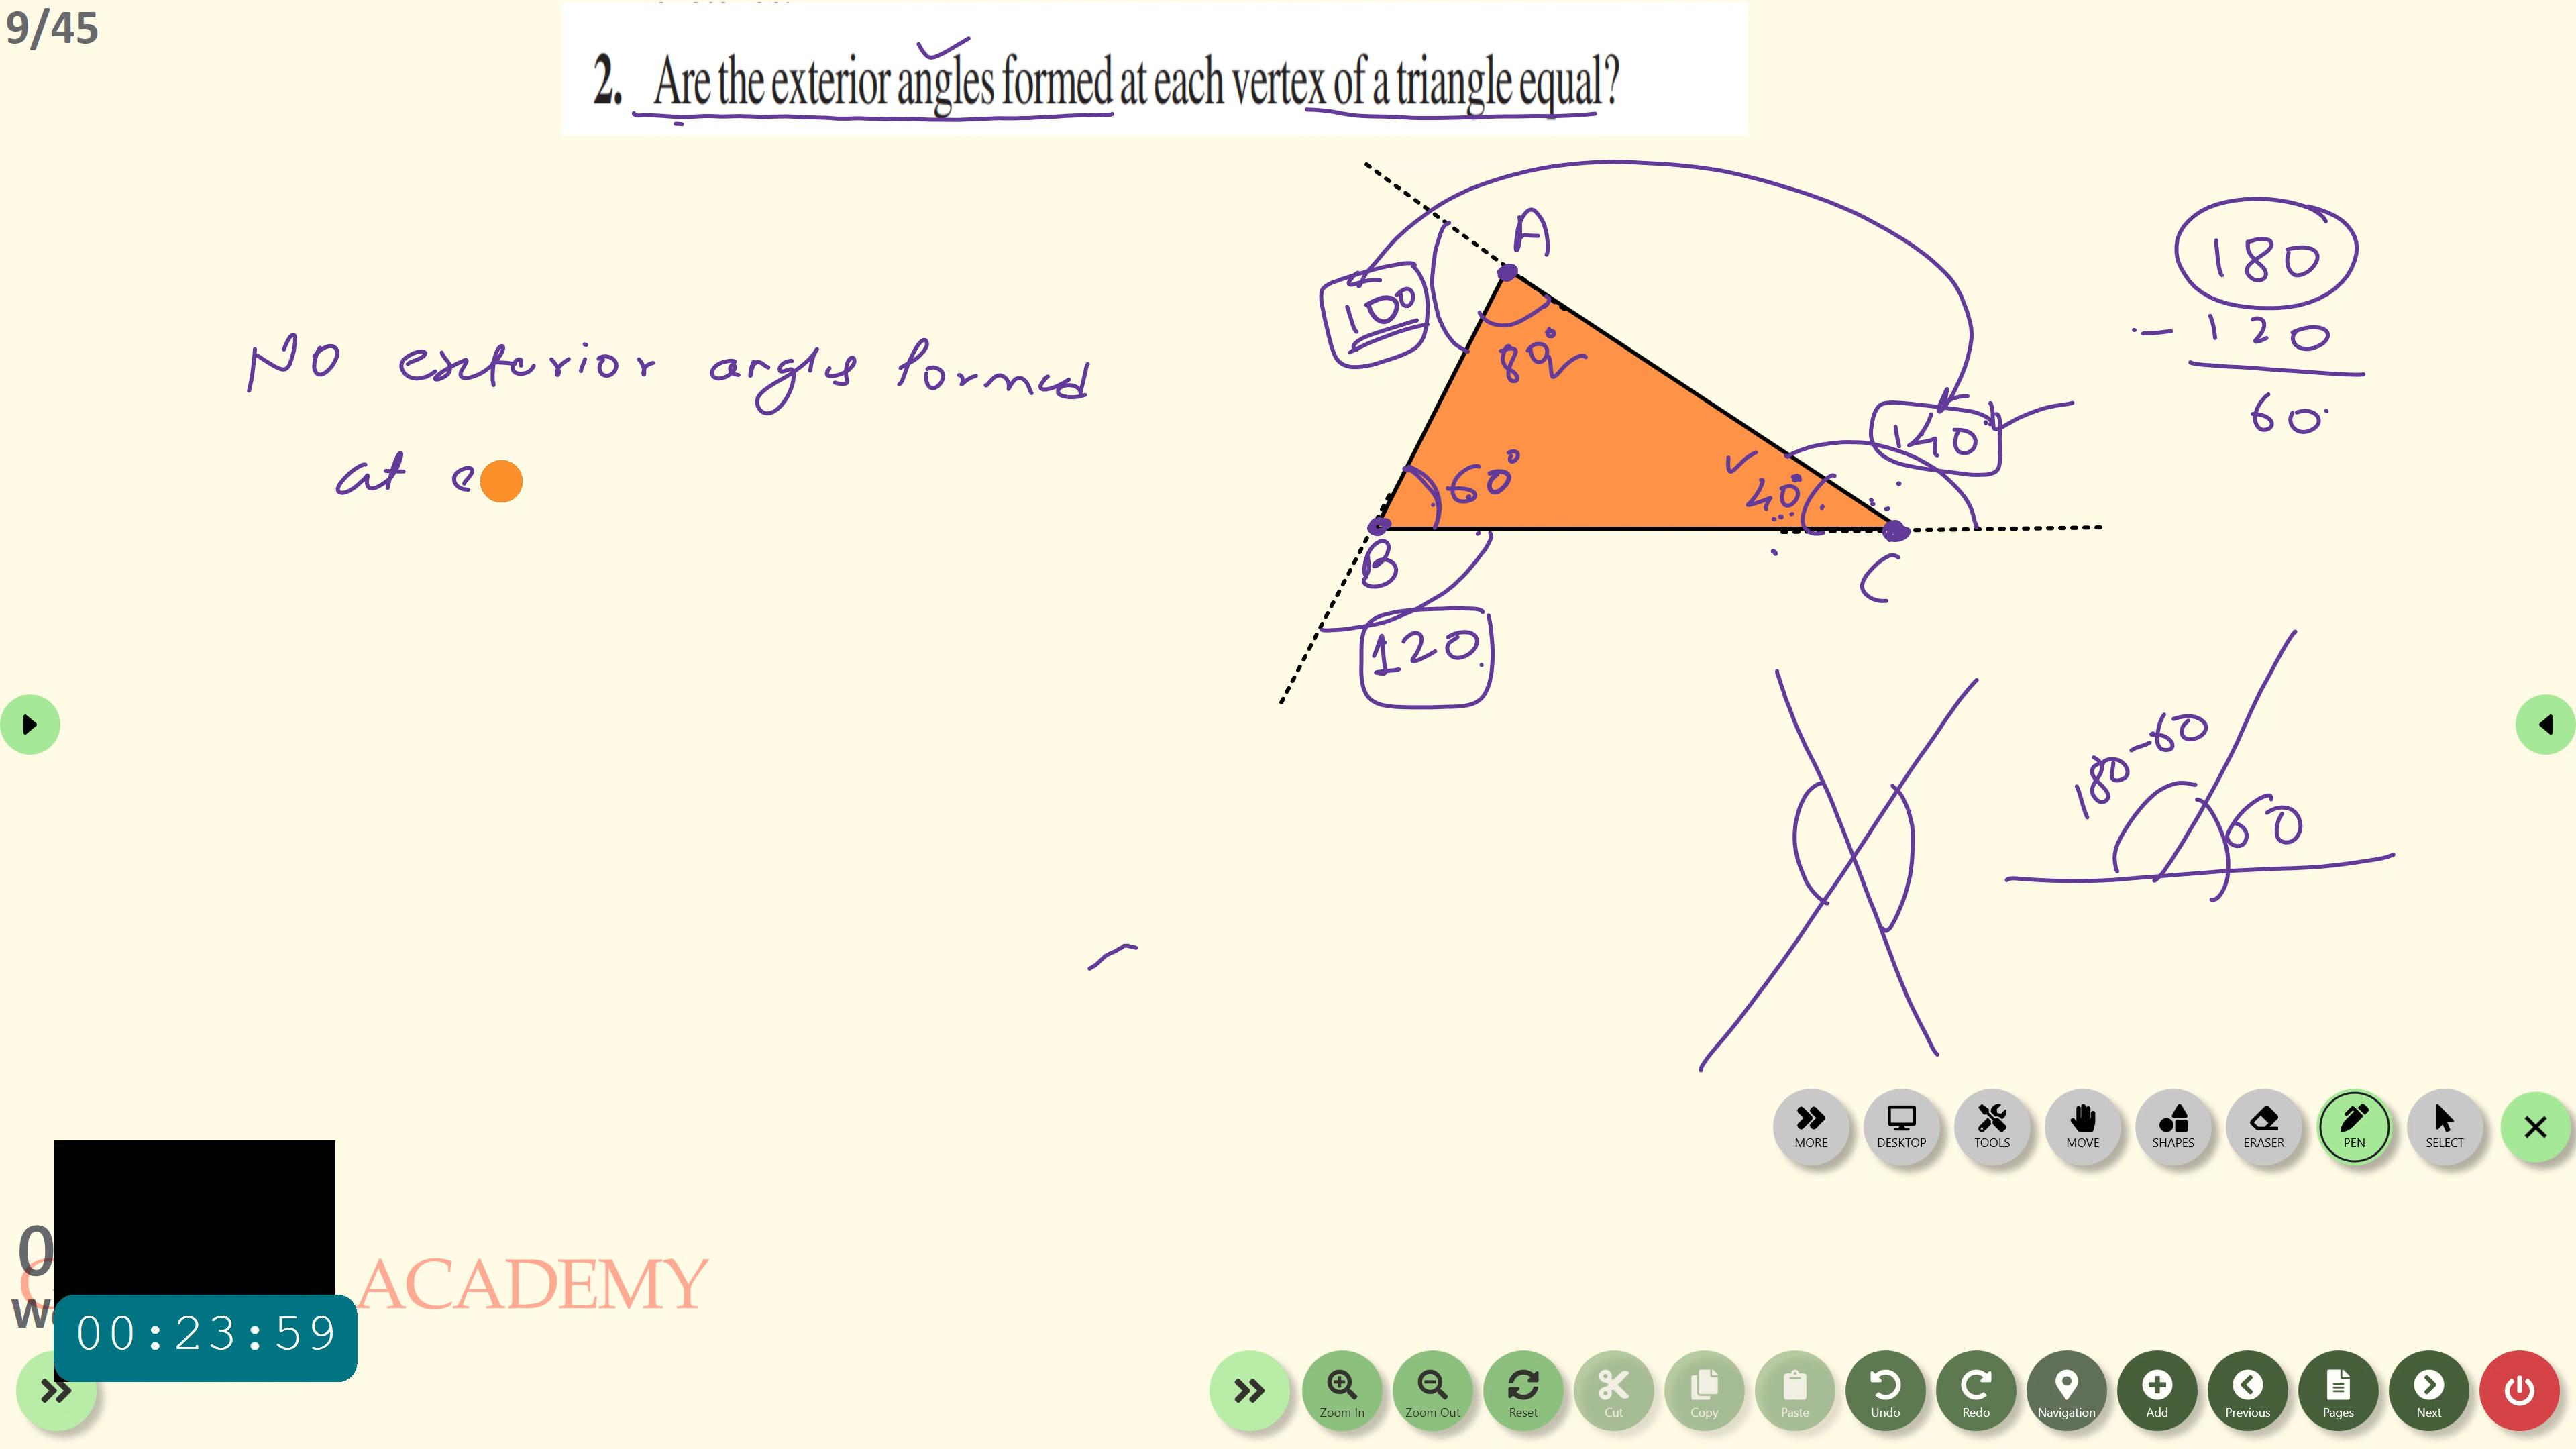 9/45
2. Are the exterior angles formed at each vertex of a triangle equal?
No exterior angles formed
at e
A
100
80°
60°
40°
140°
B
C
120
180
- 120
60
180-60
60
ACADEMY
00:23:59
MORE
DESKTOP
TOOLS
MOVE
SHAPES
ERASER
PEN
SELECT
Zoom In
Zoom Out
Reset
Cut
Copy
Paste
Undo
Redo
Navigation
Add
Previous
Pages
Next